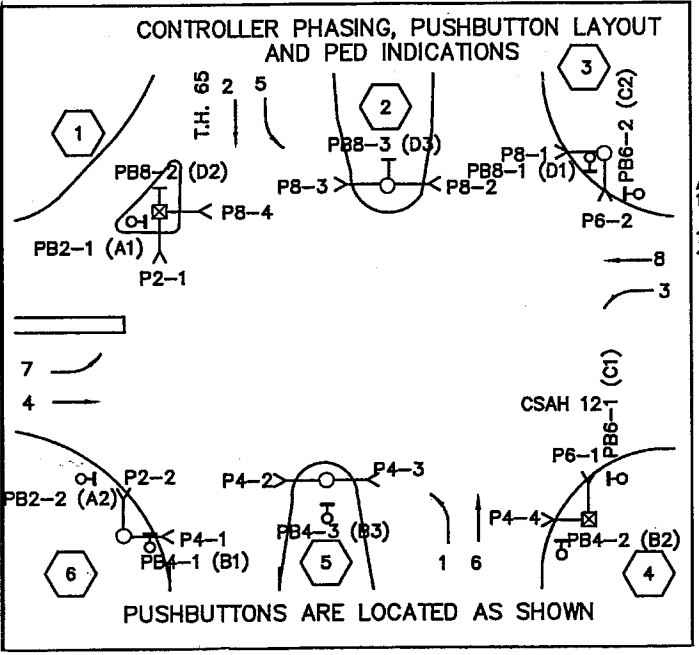 CONTROLLER PHASING, PUSHBUTTON LAYOUT
AND PED INDICATIONS
1
T.H. 65
2
5
2
3
PB6-2 (C2)
PB8-3 (D3)
P8-1
PB8-1 (D1)
PB8-2 (D2)
P8-3
P8-2
P8-4
P6-2
PB2-1 (A1)
P2-1
8
3
7
4
CSAH 12
PB6-1 (C1)
P6-1
P2-2
P4-2
P4-3
PB2-2 (A2)
P4-4
P4-1
PB4-3 (B3)
PB4-2 (B2)
PB4-1 (B1)
6
5
1
6
4
PUSHBUTTONS ARE LOCATED AS SHOWN